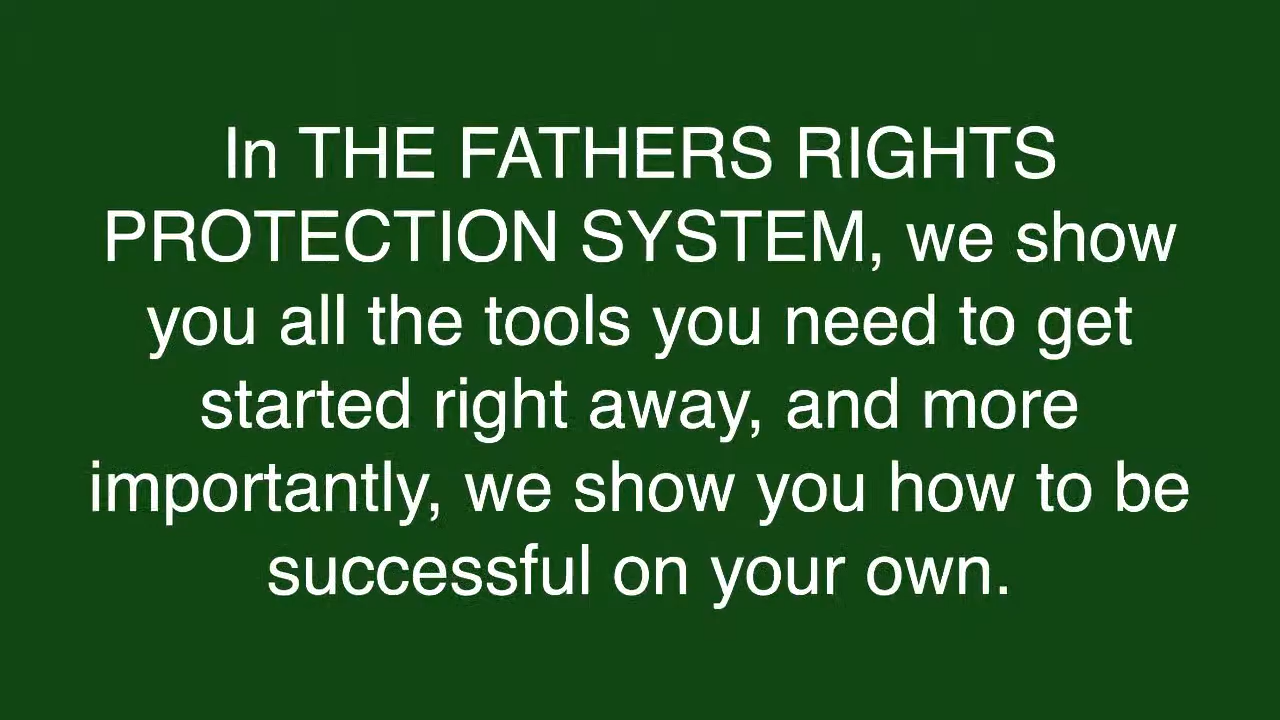 In THE FATHERS RIGHTS
PROTECTION SYSTEM, we show
you all the tools you need to get
started right away, and more
importantly, we show you how to be
successful on your own.